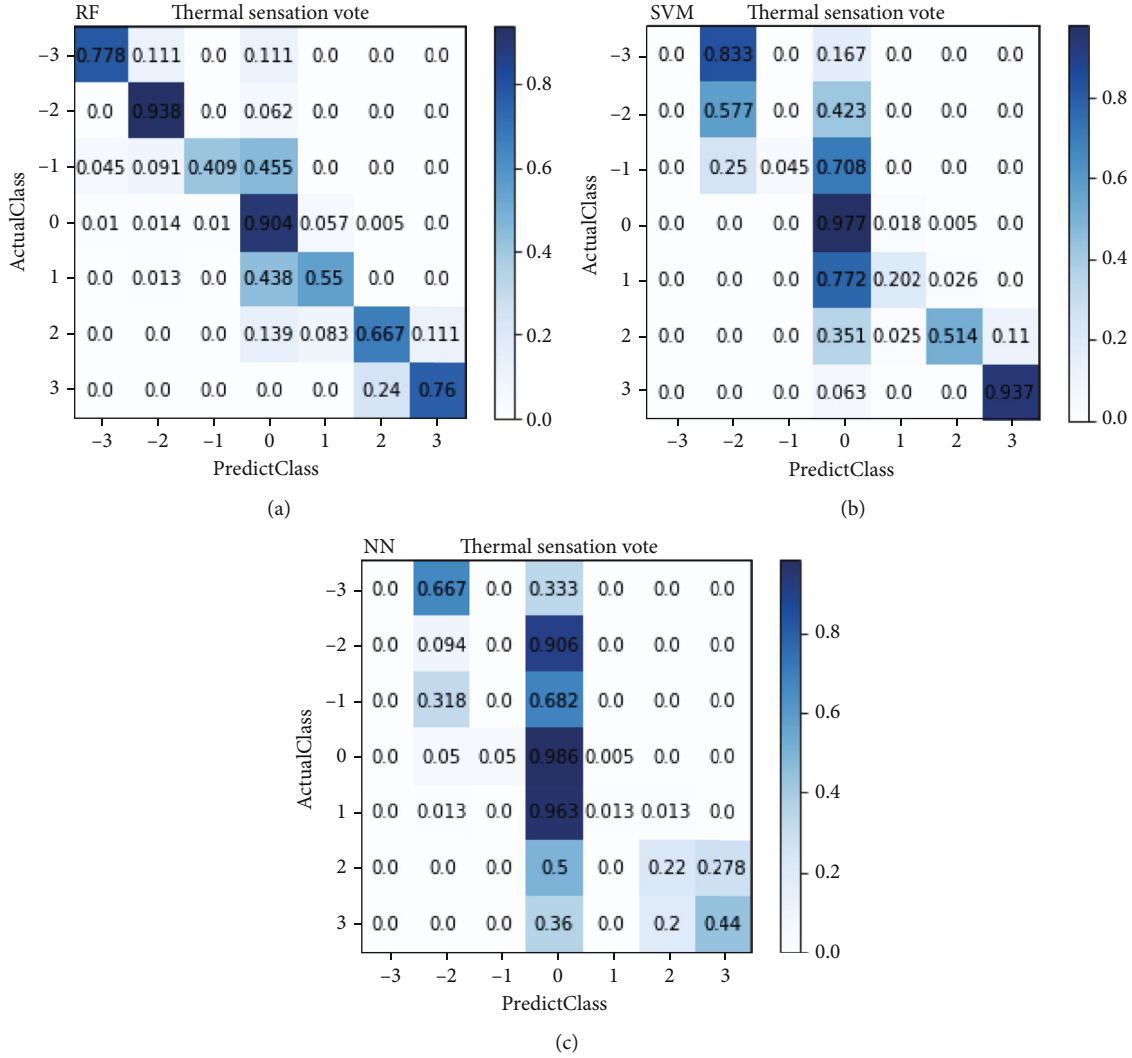 RF Thermal sensation vote
ActualClass
−3 0.778 0.111 0.0 0.111 0.0 0.0 0.0
−2 0.0 0.938 0.0 0.062 0.0 0.0 0.0
−1 0.045 0.091 0.409 0.455 0.0 0.0 0.0
0 0.01 0.014 0.01 0.904 0.057 0.005 0.0
1 0.0 0.013 0.0 0.438 0.55 0.0 0.0
2 0.0 0.0 0.0 0.139 0.083 0.667 0.111
3 0.0 0.0 0.0 0.0 0.0 0.24 0.76
−3 −2 −1 0 1 2 3
PredictClass
0.8
0.6
0.4
0.2
0.0
(a)
SVM Thermal sensation vote
ActualClass
−3 0.0 0.833 0.0 0.167 0.0 0.0 0.0
−2 0.0 0.577 0.0 0.423 0.0 0.0 0.0
−1 0.0 0.25 0.045 0.708 0.0 0.0 0.0
0 0.0 0.0 0.0 0.977 0.018 0.005 0.0
1 0.0 0.0 0.0 0.772 0.202 0.026 0.0
2 0.0 0.0 0.0 0.351 0.025 0.514 0.11
3 0.0 0.0 0.0 0.063 0.0 0.0 0.937
−3 −2 −1 0 1 2 3
PredictClass
0.8
0.6
0.4
0.2
0.0
(b)
NN Thermal sensation vote
ActualClass
−3 0.0 0.667 0.0 0.333 0.0 0.0 0.0
−2 0.0 0.094 0.0 0.906 0.0 0.0 0.0
−1 0.0 0.318 0.0 0.682 0.0 0.0 0.0
0 0.0 0.05 0.05 0.986 0.005 0.0 0.0
1 0.0 0.013 0.0 0.963 0.013 0.013 0.0
2 0.0 0.0 0.0 0.5 0.0 0.22 0.278
3 0.0 0.0 0.0 0.36 0.0 0.2 0.44
−3 −2 −1 0 1 2 3
PredictClass
0.8
0.6
0.4
0.2
0.0
(c)